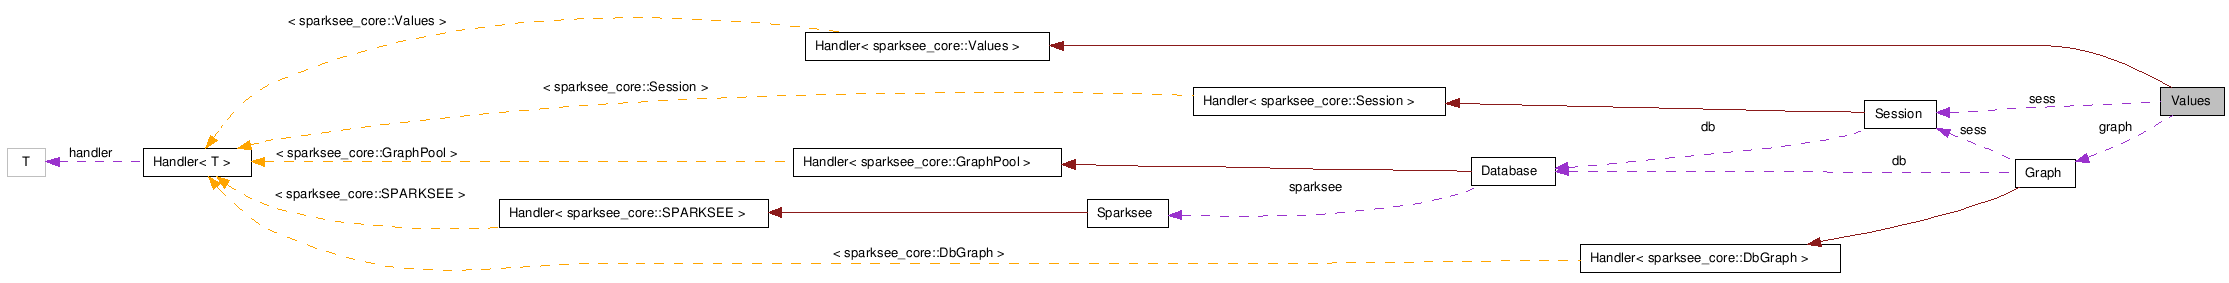 < sparksee_core::Values >
Handler< sparksee_core::Values >
< sparksee_core::Session >
Handler< sparksee_core::Session >
Session
sess
Values
db
sess
graph
T
handler
Handler< T >
< sparksee_core::GraphPool >
Handler< sparksee_core::GraphPool >
Database
db
Graph
< sparksee_core::SPARKSEE >
Handler< sparksee_core::SPARKSEE >
Sparksee
sparksee
< sparksee_core::DbGraph >
Handler< sparksee_core::DbGraph >